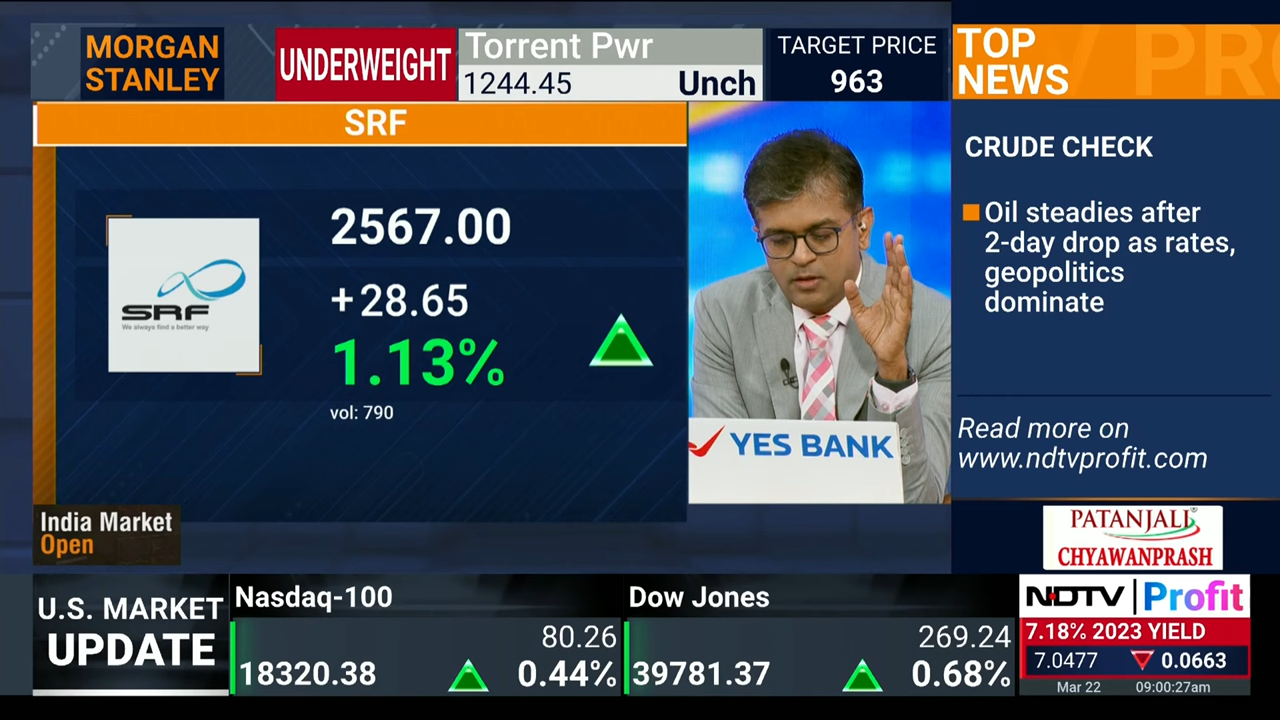 MORGAN
STANLEY
UNDERWEIGHT
Torrent Pwr
1244.45 Unch
TARGET PRICE
963
TOP
NEWS
SRF
SRF
We always find a better way
2567.00
+28.65
1.13%
vol: 790
YES BANK
CRUDE CHECK
Oil steadies after
2-day drop as rates,
geopolitics
dominate
Read more on
www.ndtvprofit.com
India Market
Open
PATANJALI
CHYAWANPRASH
U.S. MARKET
UPDATE
Nasdaq-100
80.26
18320.38 0.44%
Dow Jones
269.24
39781.37 0.68%
NDTV Profit
7.18% 2023 YIELD
7.0477 0.0663
Mar 22 09:00:27am